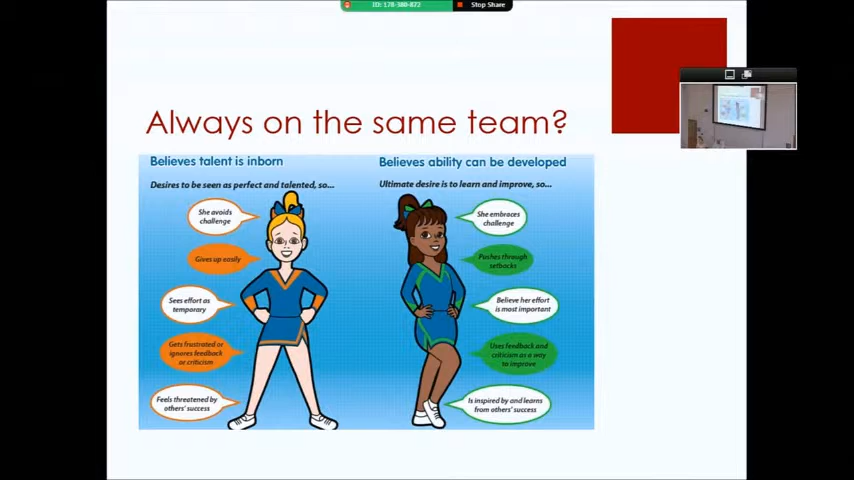 ID: 178-380-872
Stop Share
Always on the same team?
Believes talent is inborn
Desires to be seen as perfect and talented, so...
She avoids
challenge
Gives up easily
Sees effort as
temporary
Gets frustrated or
ignores feedback
or criticism
Feels threatened by
others' success
Believes ability can be developed
Ultimate desire is to learn and improve, so...
She embraces
challenge
Pushes through
setbacks
Believe her effort
is most important
Uses feedback and
criticism as a way
to improve
Is inspired by and learns
from others' success